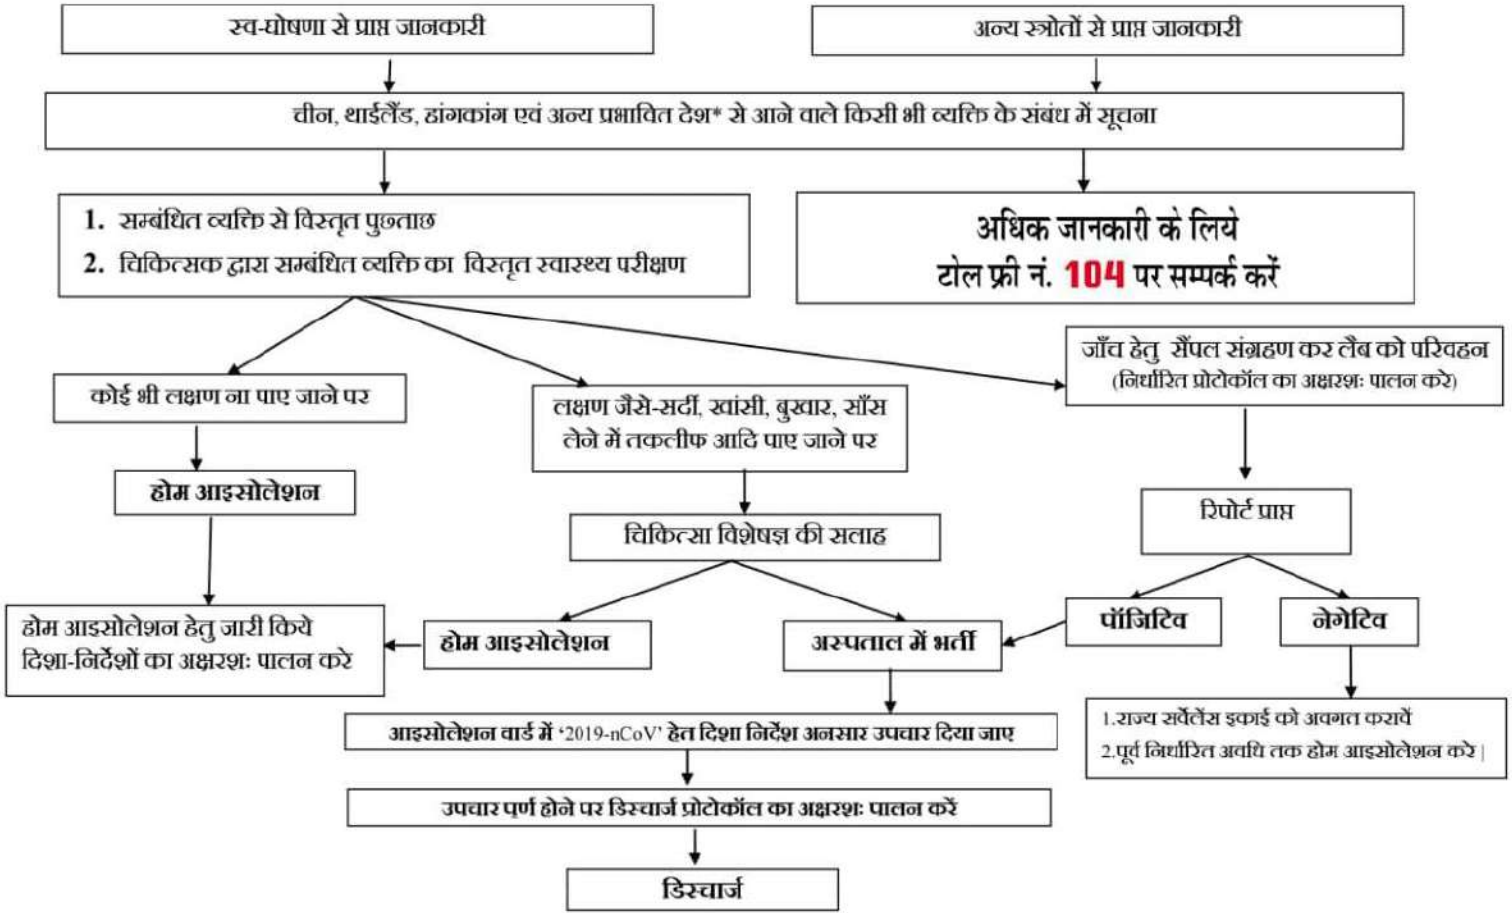 स्व-घोषणा से प्राप्त जानकारी
अन्य स्त्रोतों से प्राप्त जानकारी
चीन, थाईलैंड, हांगकांग एवं अन्य प्रभावित देश* से आने वाले किसी भी व्यक्ति के संबंध में सूचना
1. सम्बंधित व्यक्ति से विस्तृत पुछ्ताछ
2. चिकित्सक द्वारा सम्बंधित व्यक्ति का विस्तृत स्वास्थ्य परीक्षण
अधिक जानकारी के लिये
टोल फ्री नं. 104 पर सम्पर्क करें
जाँच हेतु सैंपल संग्रहण कर लैब को परिवहन
(निर्धारित प्रोटोकॉल का अक्षरशः पालन करे)
कोई भी लक्षण ना पाए जाने पर
लक्षण जैसे-सर्दी, खांसी, बुखार, साँस
लेने में तकलीफ आदि पाए जाने पर
होम आइसोलेशन
चिकित्सा विशेषज्ञ की सलाह
रिपोर्ट प्राप्त
होम आइसोलेशन हेतु जारी किये
दिशा-निर्देशों का अक्षरशः पालन करे
होम आइसोलेशन
अस्पताल में भर्ती
पॉजिटिव
नेगेटिव
आइसोलेशन वार्ड में '2019-nCoV' हेत दिशा निर्देश अनसार उपचार दिया जाए
1.राज्य सर्वेलेंस इकाई को अवगत करावें
2.पूर्व निर्धारित अवधि तक होम आइसोलेशन करे |
उपचार पर्ण होने पर डिस्चार्ज प्रोटोकॉल का अक्षरशः पालन करें
डिस्चार्ज